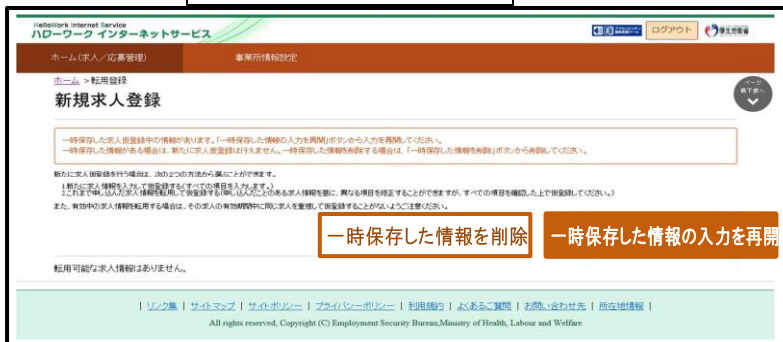 HelloWork Internet Service
ハローワーク インターネットサービス
ログアウト
厚生労働省
ホーム(求人/応募管理)
事業所情報設定
ホーム >転用登録
ページ
最下部へ
新規求人登録
一時保存した求人仮登録中の情報があります。「一時保存した情報の入力を再開」ボタンから入力を再開してください。
一時保存した情報がある場合は、新たに求人仮登録は行えません。一時保存した情報を削除する場合は、「一時保存した情報を削除」ボタンから削除してください。
新たに求人仮登録を行う場合は、次の2つの方法から選ぶことができます。
1.新たに求人情報を入力して仮登録する(すべての項目を入力します。)
2.これまで申し込んだ求人情報を転用して仮登録する(申し込んだことのある求人情報を基に、異なる項目を修正することができますが、すべての項目を確認した上で仮登録してください。)
また、有効中の求人情報を転用する場合は、その求人の有効期間中に同じ求人を重複して仮登録することがないようご注意ください。
一時保存した情報を削除
一時保存した情報の入力を再開
転用可能な求人情報はありません。
| リンク集 | サイトマップ | サイトポリシー | プライバシーポリシー | 利用規約 | よくあるご質問 | お問い合わせ先 | 所在地情報 |
All rights reserved, Copyright (C) Employment Security Bureau,Ministry of Health, Labour and Welfare